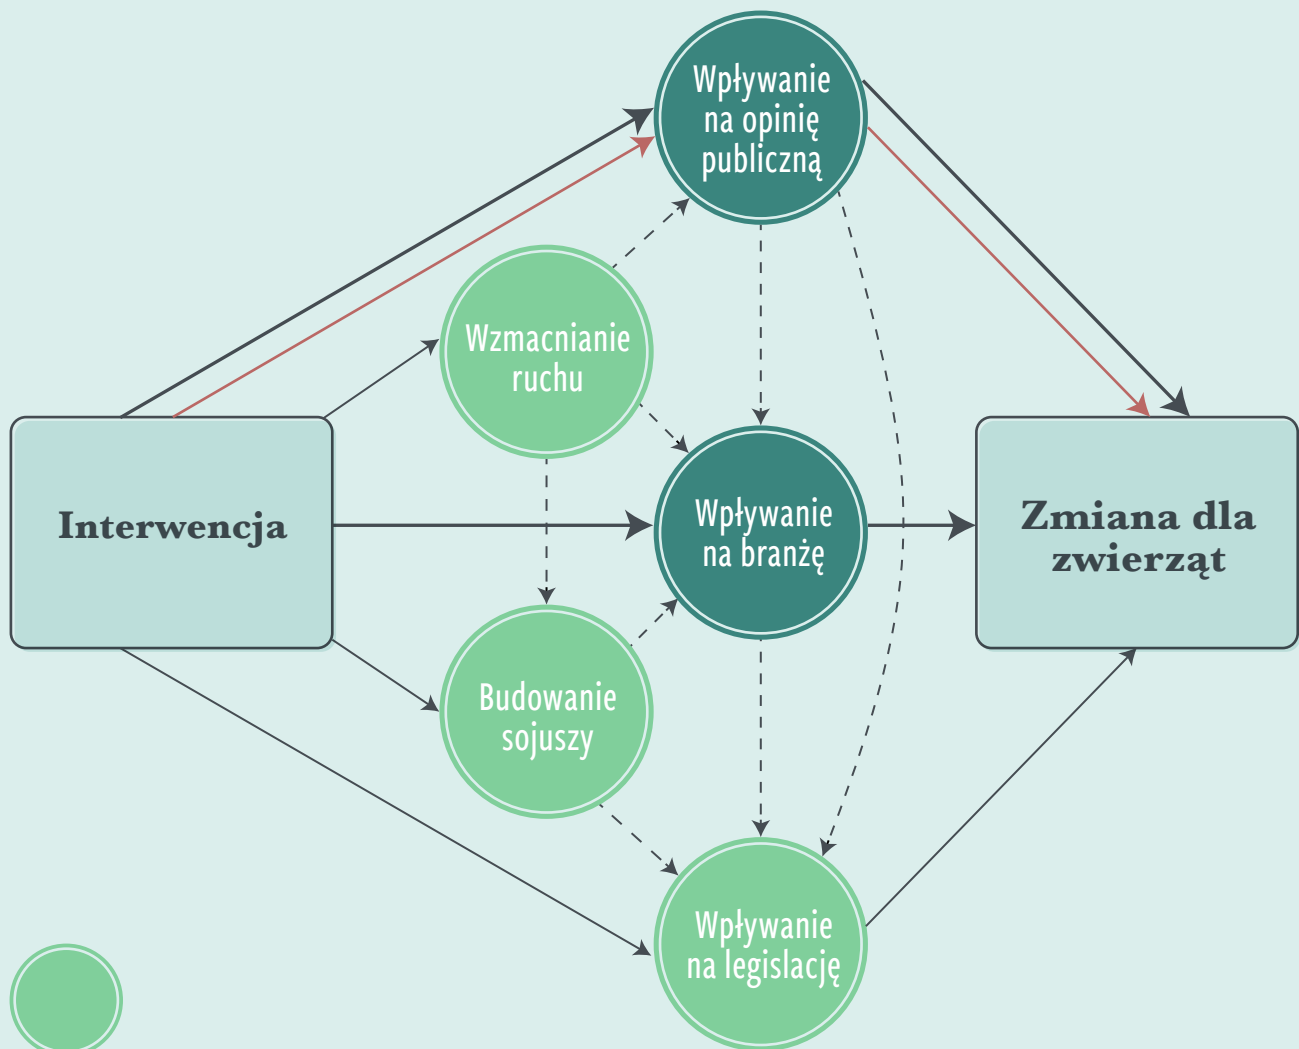 Wpływanie
na opinię
publiczną
Wzmacnianie
ruchu
Interwencja
Wpływanie
na branżę
Zmiana dla
zwierząt
Budowanie
sojuszy
Wpływanie
na legislację